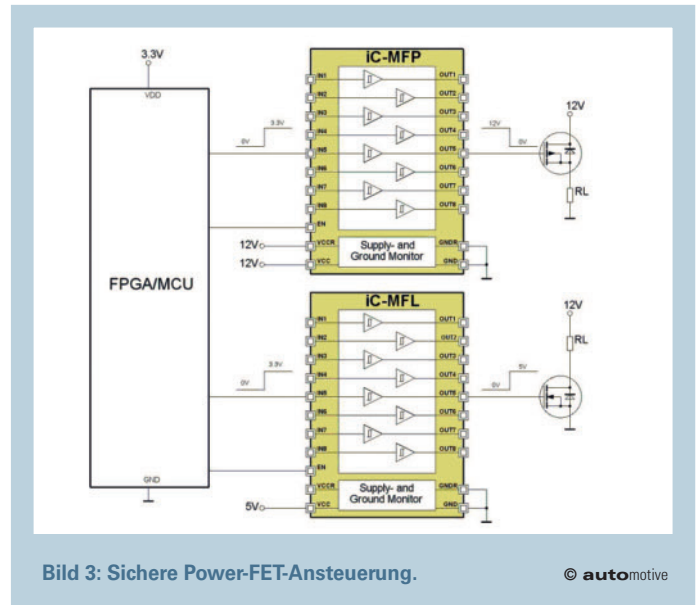 3.3V
VDD
FPGA/MCU
GND
iC-MFP
IN1
OUT1
IN2
OUT2
IN3
OUT3
IN4
OUT4
IN5
OUT5
IN6
OUT6
IN7
OUT7
IN8
OUT8
EN
12V
VCCR
GNDR
12V
VCC
GND
Supply- and
Ground Monitor
0V
3.3V
12V
0V
12V
RL
iC-MFL
IN1
OUT1
IN2
OUT2
IN3
OUT3
IN4
OUT4
IN5
OUT5
IN6
OUT6
IN7
OUT7
IN8
OUT8
EN
VCCR
GNDR
5V
VCC
GND
Supply- and
Ground Monitor
0V
3.3V
0V
5V
12V
RL
Bild 3: Sichere Power-FET-Ansteuerung.
© automotive